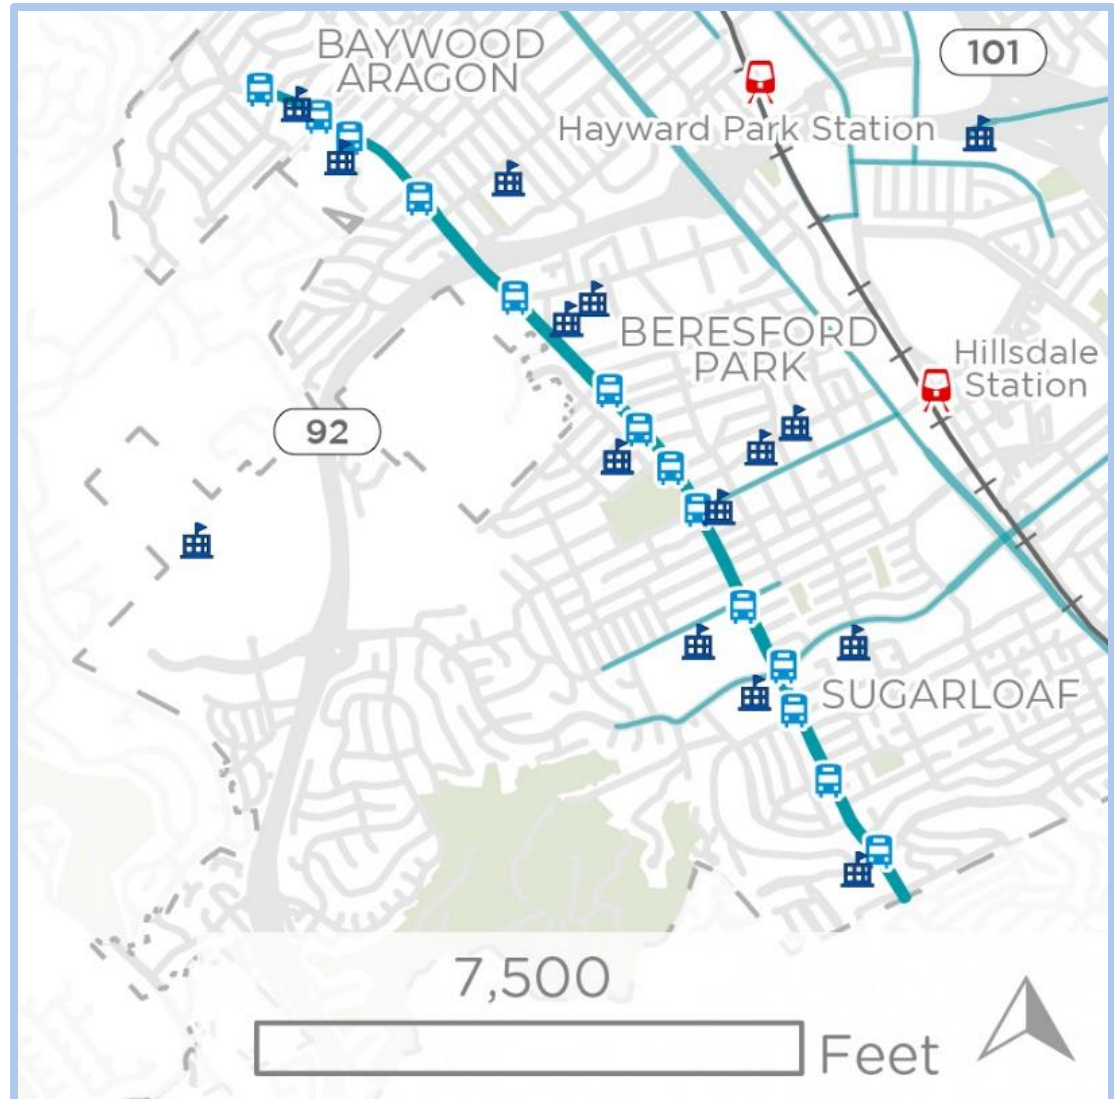 BAYWOOD
ARAGON
101
Hayward Park Station
BERESFORD
PARK
Hillsdale
Station
92
SUGARLOAF
7,500
Feet